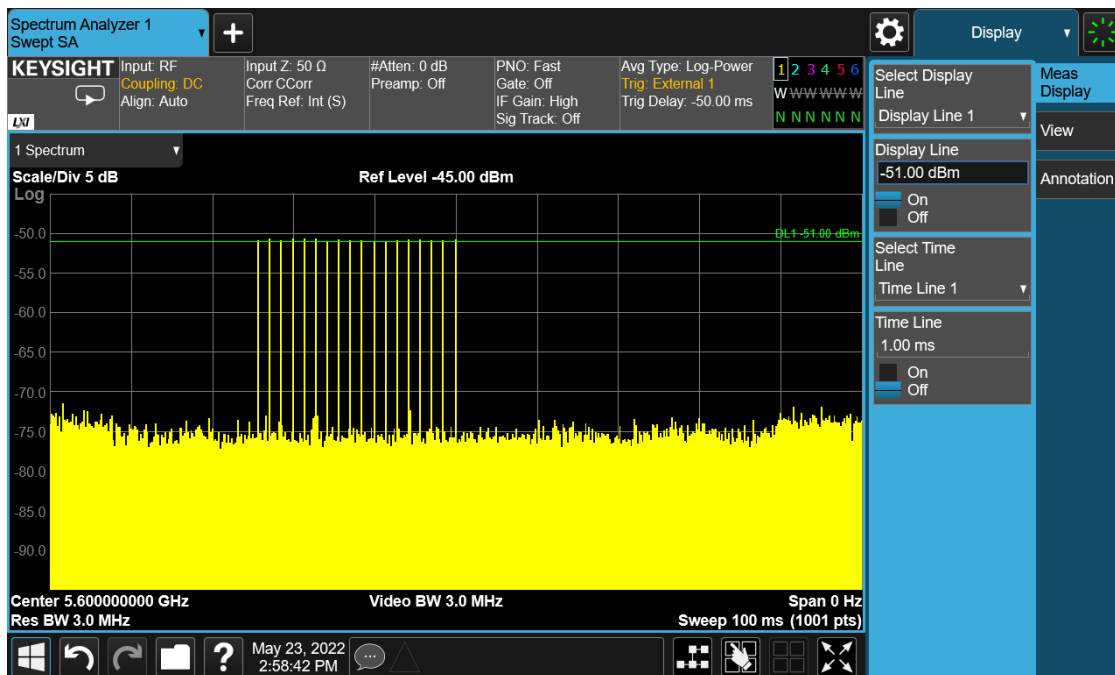 Spectrum Analyzer 1
Swept SA
+
Display
KEYSIGHT
Input: RF
Coupling: DC
Align: Auto
Input Z: 50 Ω
Corr CCorr
Freq Ref: Int (S)
#Atten: 0 dB
Preamp: Off
PNO: Fast
Gate: Off
IF Gain: High
Sig Track: Off
Avg Type: Log-Power
Trig: External 1
Trig Delay: -50.00 ms
1 2 3 4 5 6
W W W W W W
N N N N N N
LXI
1 Spectrum
Scale/Div 5 dB
Ref Level -45.00 dBm
Log
-50.0
-55.0
-60.0
-65.0
-70.0
-75.0
-80.0
-85.0
-90.0
DL1 -51.00 dBm
Center 5.600000000 GHz
Video BW 3.0 MHz
Span 0 Hz
Res BW 3.0 MHz
Sweep 100 ms (1001 pts)
?
May 23, 2022
2:58:42 PM
Select Display
Line
Display Line 1
Display Line
-51.00 dBm
On
Off
Select Time
Line
Time Line 1
Time Line
1.00 ms
On
Off
Meas
Display
View
Annotation